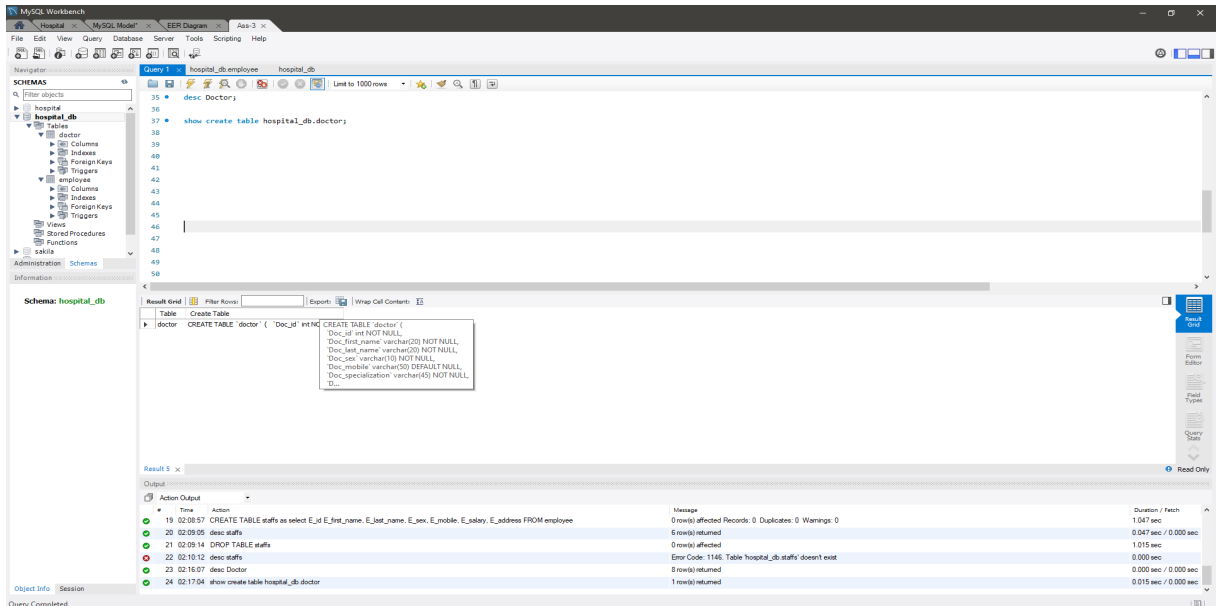 MySQL Workbench
Hospital × MySQL Model* × EER Diagram × Ass-3 ×
File Edit View Query Database Server Tools Scripting Help
Navigator
Query 1 × hospital_db.employee hospital_db
SCHEMAS
Limit to 1000 rows
Filter objects
hospital
hospital_db
Tables
doctor
Columns
Indexes
Foreign Keys
Triggers
employee
Columns
Indexes
Foreign Keys
Triggers
Views
Stored Procedures
Functions
sakila
Administration Schemas
Information
Schema: hospital_db
Object Info Session
35 desc Doctor;
36
37 show create table hospital_db.doctor;
38
39
40
41
42
43
44
45
46
47
48
49
50
Result Grid Filter Rows: Export: Wrap Cell Content:
Table Create Table
doctor CREATE TABLE `doctor` ( `Doc_id` int NO
CREATE TABLE `doctor` (
`Doc_id` int NOT NULL,
`Doc_first_name` varchar(20) NOT NULL,
`Doc_last_name` varchar(20) NOT NULL,
`Doc_sex` varchar(10) NOT NULL,
`Doc_mobile` varchar(50) DEFAULT NULL,
`Doc_specialization` varchar(45) NOT NULL,
`D...
Result Grid
Form Editor
Field Types
Query Stats
Result 5 ×
Read Only
Output
Action Output
# Time Action Message Duration / Fetch
19 02:08:57 CREATE TABLE staffs as select E_id E_first_name, E_last_name, E_sex, E_mobile, E_salary, E_address FROM employee 0 row(s) affected Records: 0 Duplicates: 0 Warnings: 0 1.047 sec
20 02:09:05 desc staffs 6 row(s) returned 0.047 sec / 0.000 sec
21 02:09:14 DROP TABLE staffs 0 row(s) affected 1.015 sec
22 02:10:12 desc staffs Error Code: 1146. Table 'hospital_db.staffs' doesn't exist 0.000 sec
23 02:16:07 desc Doctor 8 row(s) returned 0.000 sec / 0.000 sec
24 02:17:04 show create table hospital_db.doctor 1 row(s) returned 0.015 sec / 0.000 sec
Query Completed